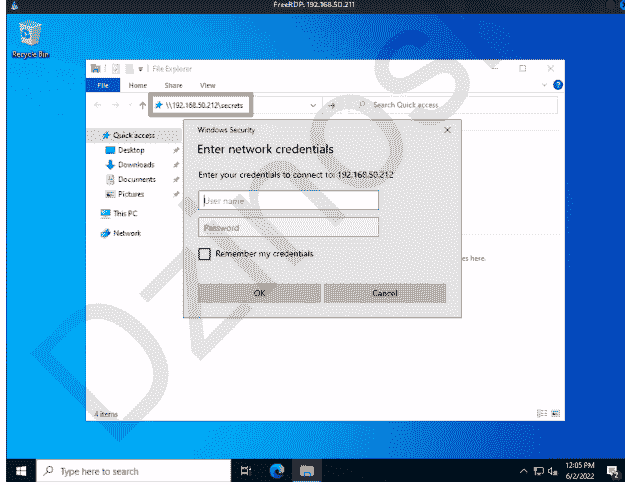 FreeRDP: 192.168.50.211
Recycle Bin
File Explorer
File Home Share View
\\192.168.50.212\secrets
Search Quick access
Quick access
Desktop
Downloads
Documents
Pictures
This PC
Network
Windows Security
Enter network credentials
Enter your credentials to connect to: 192.168.50.212
User name
Password
Remember my credentials
OK Cancel
es here.
4 items
Type here to search
12:05 PM
6/2/2022
2